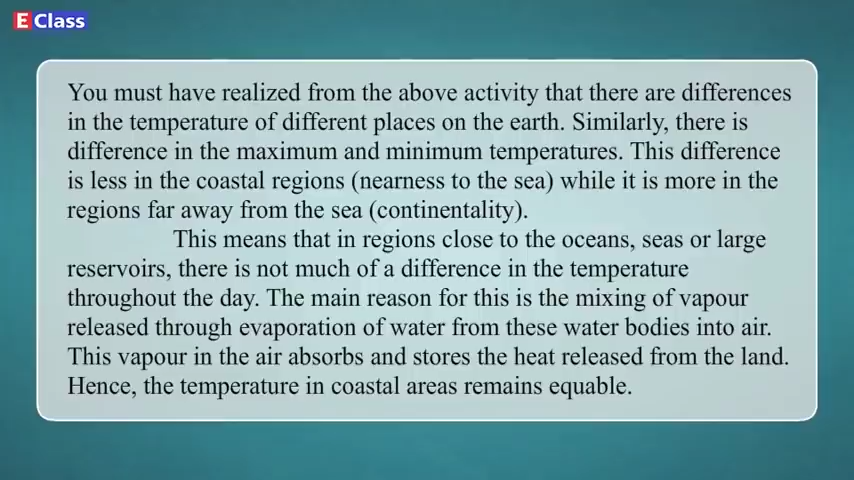 E Class
You must have realized from the above activity that there are differences
in the temperature of different places on the earth. Similarly, there is
difference in the maximum and minimum temperatures. This difference
is less in the coastal regions (nearness to the sea) while it is more in the
regions far away from the sea (continentality).
This means that in regions close to the oceans, seas or large
reservoirs, there is not much of a difference in the temperature
throughout the day. The main reason for this is the mixing of vapour
released through evaporation of water from these water bodies into air.
This vapour in the air absorbs and stores the heat released from the land.
Hence, the temperature in coastal areas remains equable.